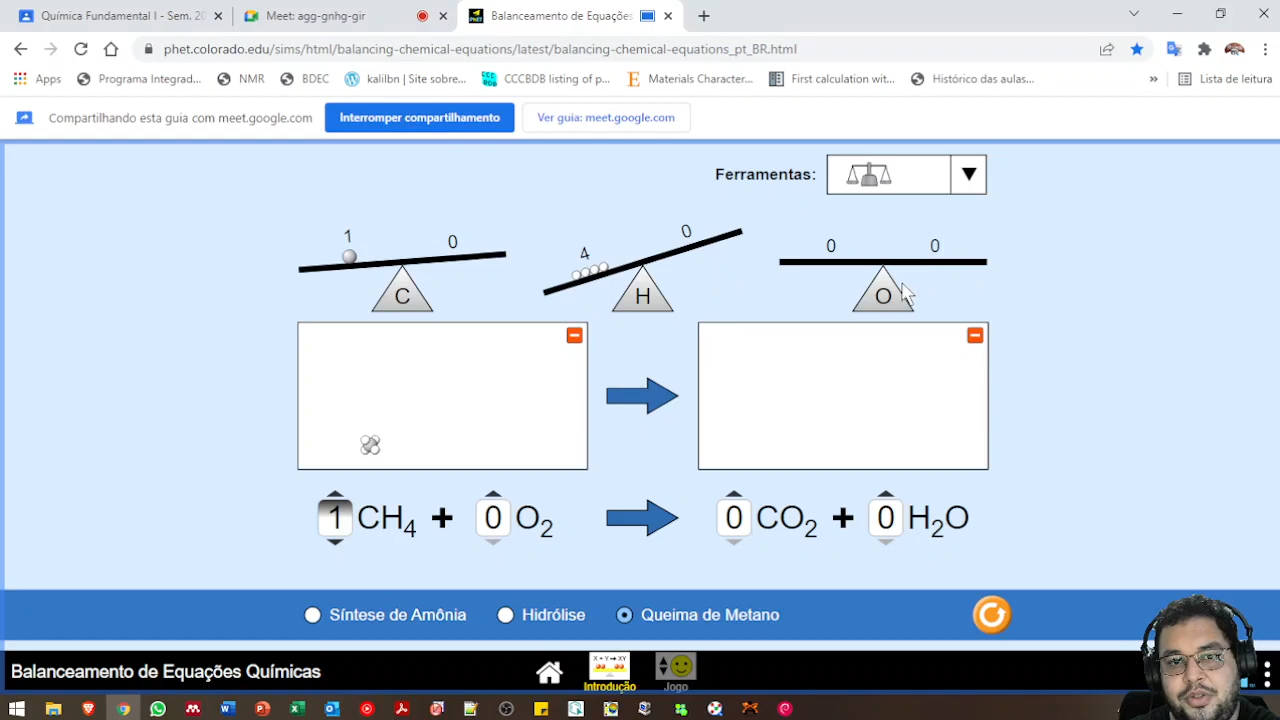 Química Fundamental I - Sem. 20
Meet: agg-gnhg-gir
Balanceamento de Equações
phet.colorado.edu/sims/html/balancing-chemical-equations/latest/balancing-chemical-equations_pt_BR.html
Apps
Programa Integrad...
NMR
BDEC
kalilbn | Site sobre...
CCCBDB listing of p...
Materials Character...
First calculation wit...
Histórico das aulas...
»
Lista de leitura
Compartilhando esta guia com meet.google.com
Interromper compartilhamento
Ver guia: meet.google.com
Ferramentas:
1 0
4 0
0 0
C
H
O
1 CH4 + 0 O2
0 CO2 + 0 H2O
Síntese de Amônia
Hidrólise
Queima de Metano
Balanceamento de Equações Químicas
X + Y → XY
Introdução
Jogo